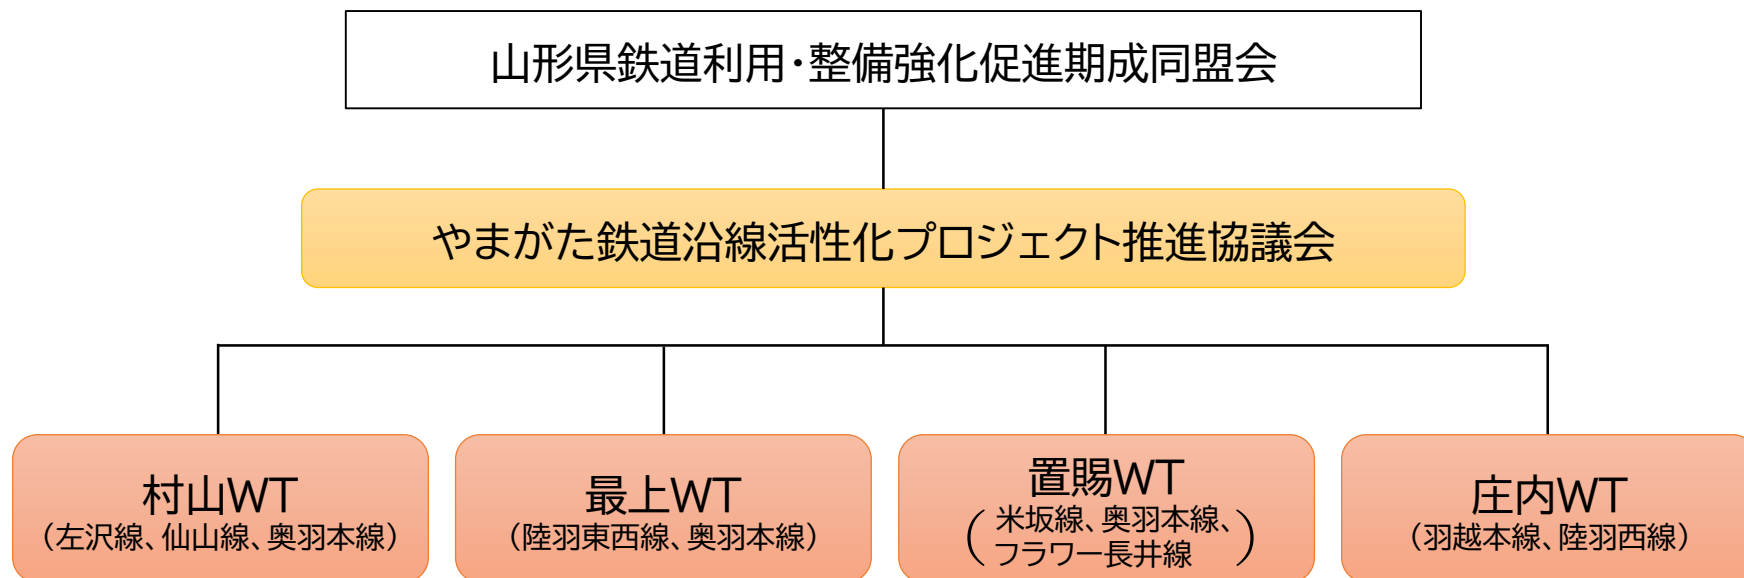 山形県鉄道利用・整備強化促進期成同盟会
やまがた鉄道沿線活性化プロジェクト推進協議会
村山WT
（左沢線、仙山線、奥羽本線）
最上WT
（陸羽東西線、奥羽本線）
置賜WT
（米坂線、奥羽本線、
フラワー長井線）
庄内WT
（羽越本線、陸羽西線）